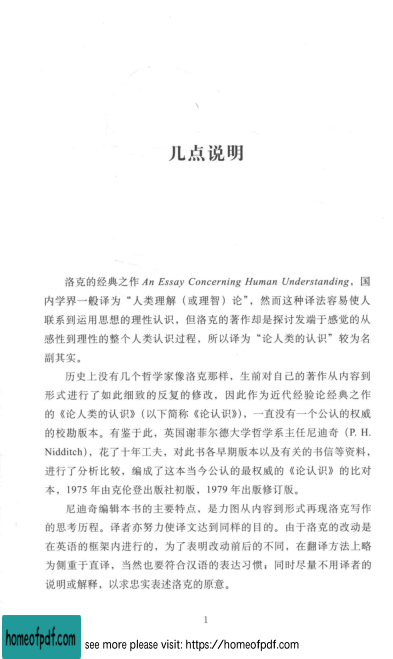 几点说明
洛克的经典之作 An Essay Concerning Human Understanding，国
内学界一般译为“人类理解（或理智）论”，然而这种译法容易使人
联系到运用思想的理性认识，但洛克的著作却是探讨发端于感觉的从
感性到理性的整个人类认识过程，所以译为“论人类的认识”较为名
副其实。
历史上没有几个哲学家像洛克那样，生前对自己的著作从内容到
形式进行了如此细致的反复的修改，因此作为近代经验论经典之作
的《论人类的认识》（以下简称《论认识》），一直没有一个公认的权威
的校勘版本。有鉴于此，英国谢菲尔德大学哲学系主任尼迪奇（P. H.
Nidditch），花了十年工夫，对此书各早期版本以及有关的书信等资料，
进行了分析比较，编成了这本当今公认的最权威的《论认识》的比对
本，1975 年由克伦登出版社初版，1979 年出版修订版。
尼迪奇编辑本书的主要特点，是力图从内容到形式再现洛克写作
的思考历程。译者亦努力使译文达到同样的目的。由于洛克的改动是
在英语的框架内进行的，为了表明改动前后的不同，在翻译方法上略
为侧重于直译，当然也要符合汉语的表达习惯；同时尽量不用译者的
说明或解释，以求忠实表述洛克的原意。
1
homeofpdf.com
see more please visit: https://homeofpdf.com